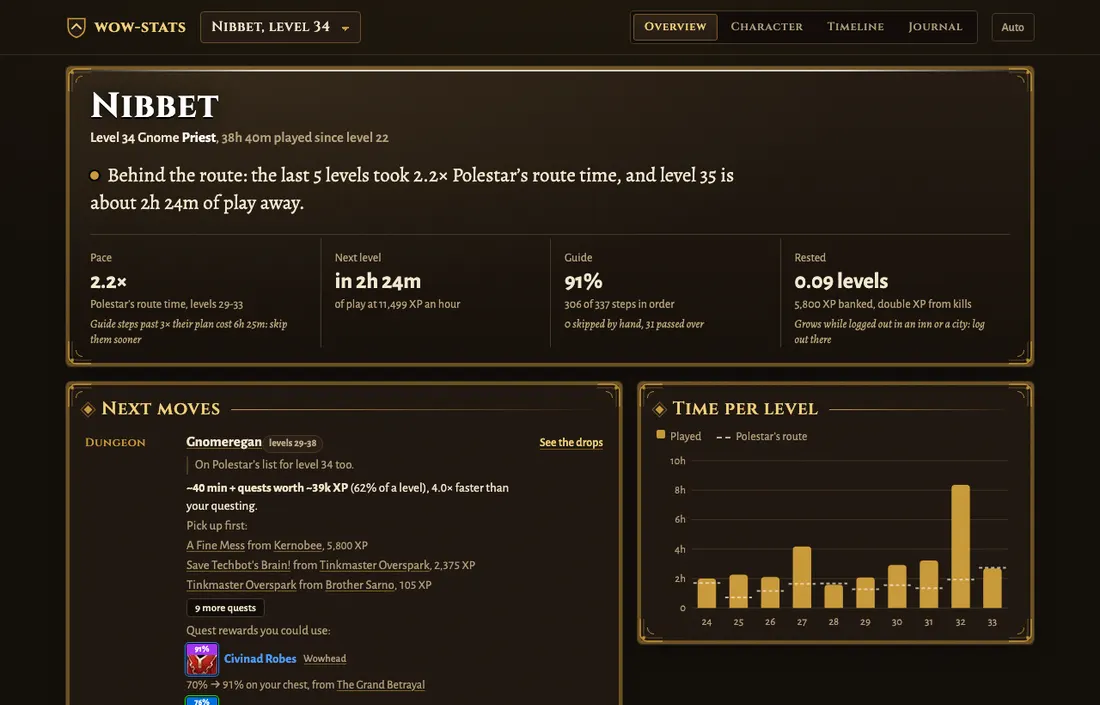 WOW-STATS
NIBBET, LEVEL 34
OVERVIEW
CHARACTER
TIMELINE
JOURNAL
Auto
NIBBET
Level 34 Gnome Priest, 38h 40m played since level 22
Behind the route: the last 5 levels took 2.2× Polestar's route time, and level 35 is
about 2h 24m of play away.
Pace
2.2×
Polestar's route time, levels 29-33
Guide steps past 3× their plan cost 6h 25m: skip
them sooner
Next level
in 2h 24m
of play at 11,499 XP an hour
Guide
91%
306 of 337 steps in order
0 skipped by hand, 31 passed over
Rested
0.09 levels
5,800 XP banked, double XP from kills
Grows while logged out in an inn or a city: log
out there
NEXT MOVES
DUNGEON
Gnomeregan levels 29-38
See the drops
On Polestar's list for level 34 too.
~40 min + quests worth ~39k XP (62% of a level), 4.0× faster than
your questing.
Pick up first:
A Fine Mess from Kernobee, 5,800 XP
Save Techbot's Brain! from Tinkmaster Overspark, 2,375 XP
Tinkmaster Overspark from Brother Sarno, 105 XP
9 more quests
Quest rewards you could use:
91%
Civinad Robes Wowhead
70% → 91% on your chest, from The Grand Betrayal
78%
TIME PER LEVEL
Played
Polestar's route
10h
8h
6h
4h
2h
0
24 25 26 27 28 29 30 31 32 33